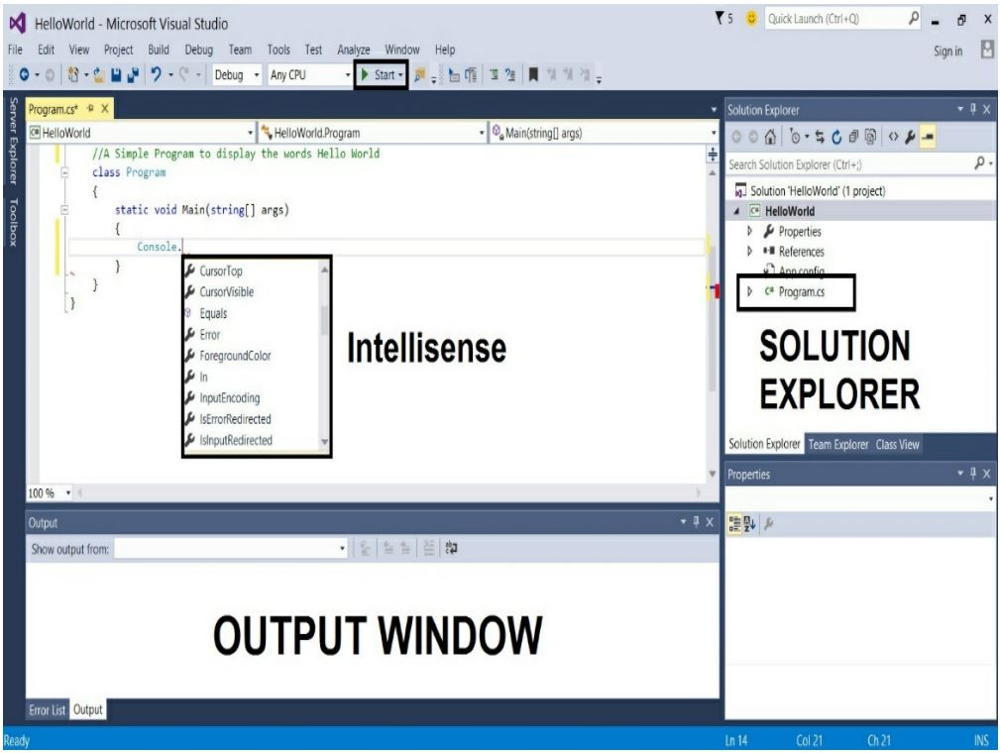 HelloWorld - Microsoft Visual Studio
5 Quick Launch (Ctrl+Q)
File Edit View Project Build Debug Team Tools Test Analyze Window Help
Sign in
Debug Any CPU Start
Server Explorer
Toolbox
Program.cs*
HelloWorld HelloWorld.Program Main(string[] args)
//A Simple Program to display the words Hello World
class Program
{
static void Main(string[] args)
{
Console.
}
}
}
CursorTop
CursorVisible
Equals
Error
ForegroundColor
In
InputEncoding
IsErrorRedirected
IsInputRedirected
Intellisense
100 %
Solution Explorer
Search Solution Explorer (Ctrl+;)
Solution 'HelloWorld' (1 project)
C# HelloWorld
Properties
References
App.config
C# Program.cs
SOLUTION
EXPLORER
Solution Explorer Team Explorer Class View
Properties
Output
Show output from:
OUTPUT WINDOW
Error List Output
Ready
Ln 14 Col 21 Ch 21 INS